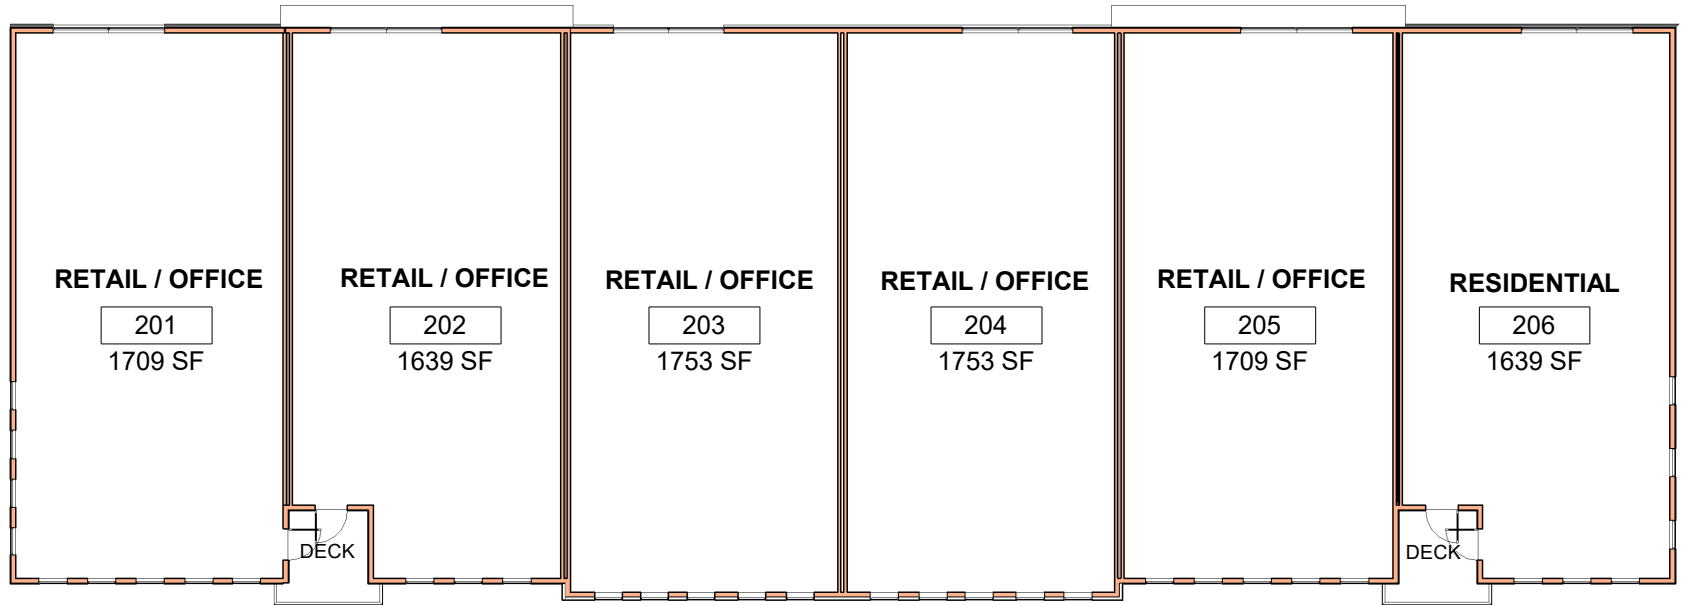 RETAIL / OFFICE
201
1709 SF
RETAIL / OFFICE
202
1639 SF
RETAIL / OFFICE
203
1753 SF
RETAIL / OFFICE
204
1753 SF
RETAIL / OFFICE
205
1709 SF
RESIDENTIAL
206
1639 SF
DECK
DECK